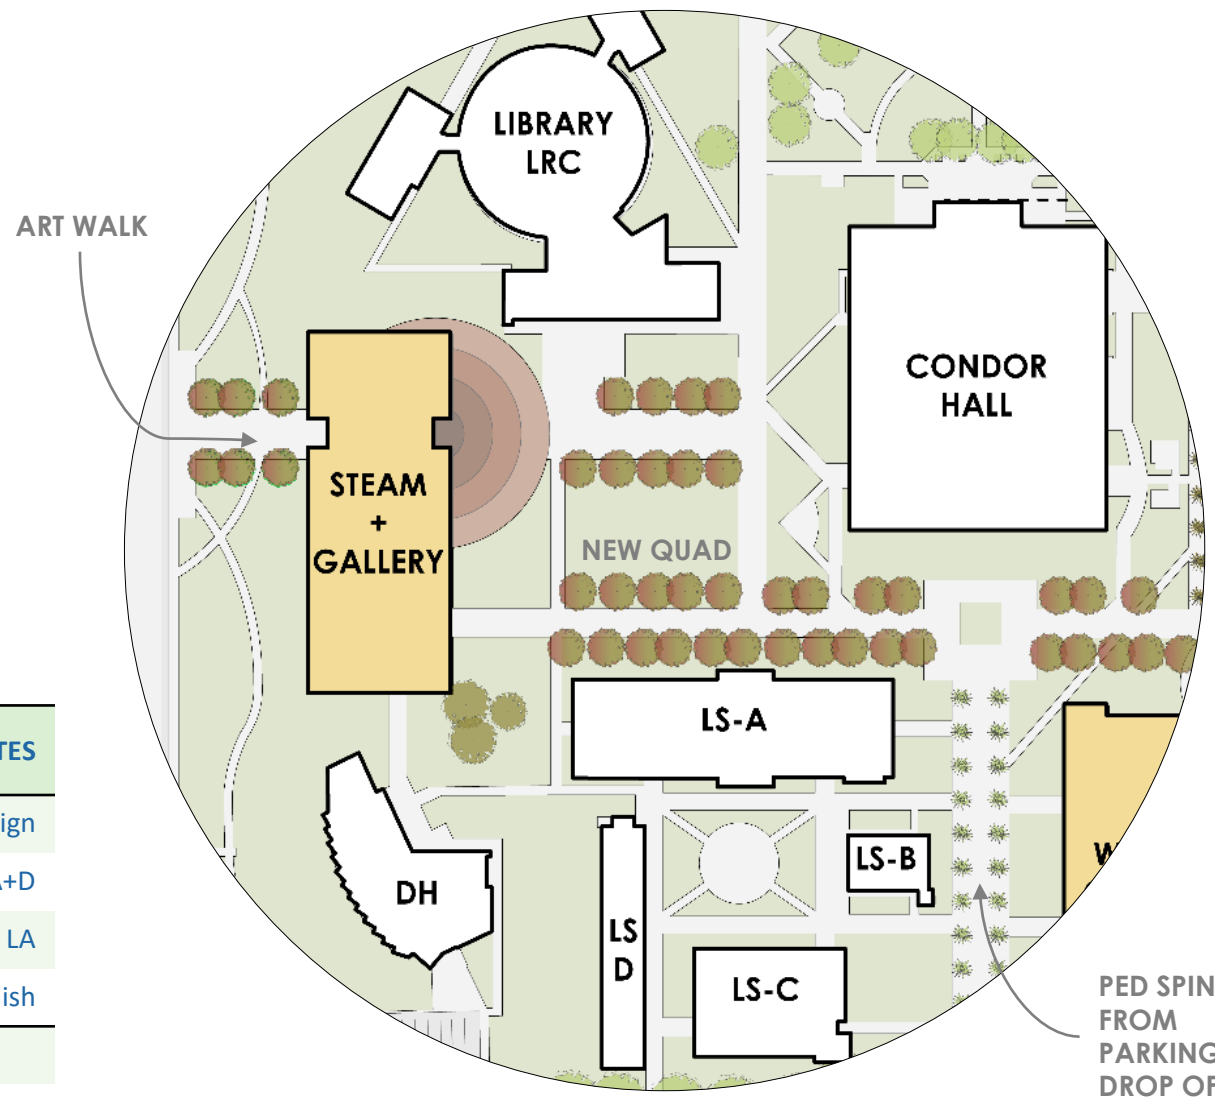 LIBRARY
LRC
ART WALK
CONDOR
HALL
STEAM
+
GALLERY
NEW QUAD
LS-A
TES
ign
A+D
LA
ish
DH
LS
D
LS-B
W
LS-C
PED SPIN
FROM
PARKING
DROP OF